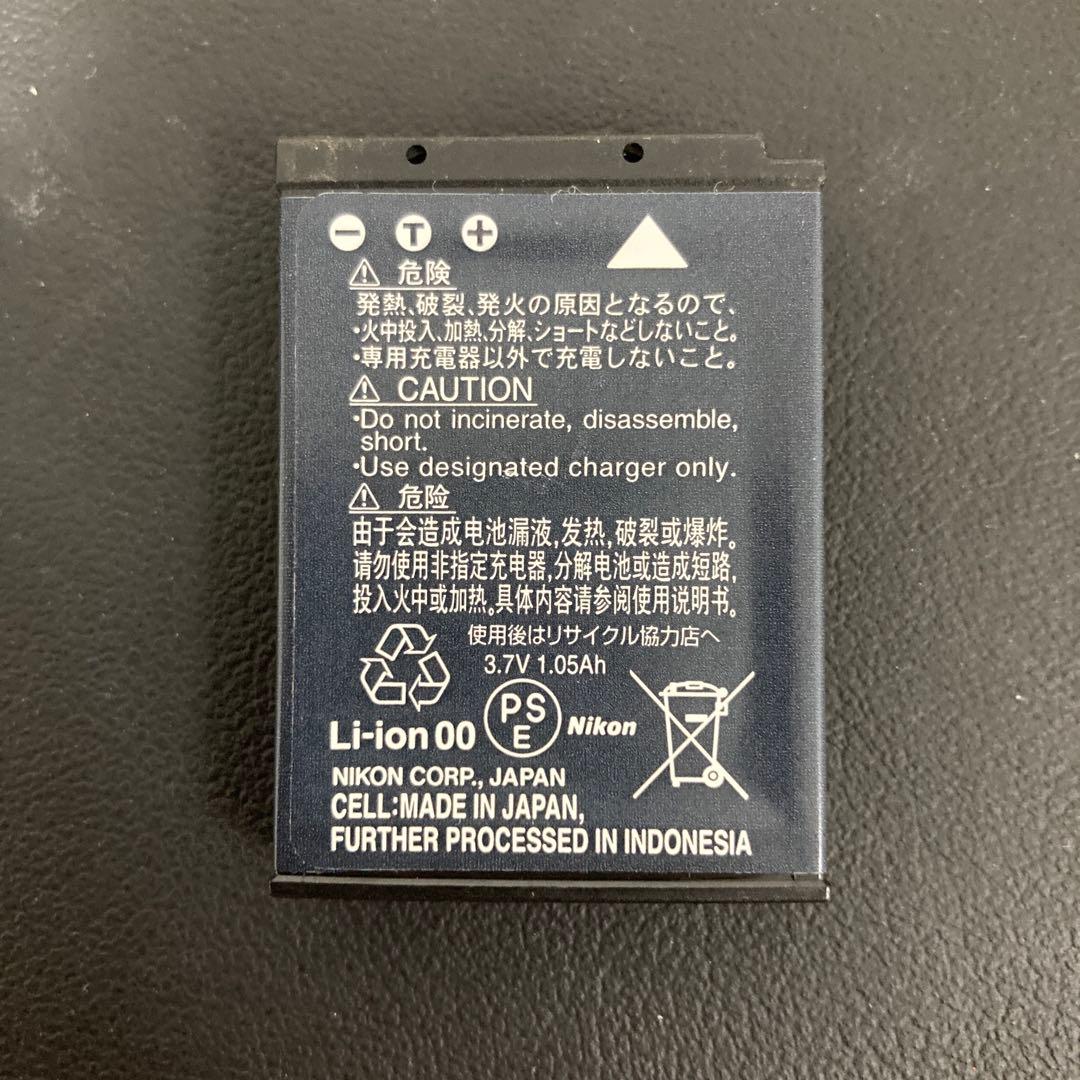 − T +
⚠ 危険
発熱、破裂、発火の原因となるので、
・火中投入、加熱、分解、ショートなどしないこと。
・専用充電器以外で充電しないこと。
⚠ CAUTION
・Do not incinerate, disassemble,
short.
・Use designated charger only.
⚠ 危险
由于会造成电池漏液,发热,破裂或爆炸。
请勿使用非指定充电器,分解电池或造成短路,
投入火中或加热。具体内容请参阅使用说明书。
使用後はリサイクル協力店へ
3.7V 1.05Ah
Li-ion 00 PSE Nikon
NIKON CORP., JAPAN
CELL:MADE IN JAPAN,
FURTHER PROCESSED IN INDONESIA